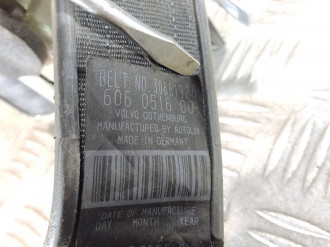 BELT NO.
606 0516 00
VOLVO GOTHENBURG
MANUFACTURED BY AUTOLIV
MADE IN GERMANY
DATE OF MANUFACTURE
DAY MONTH YEAR